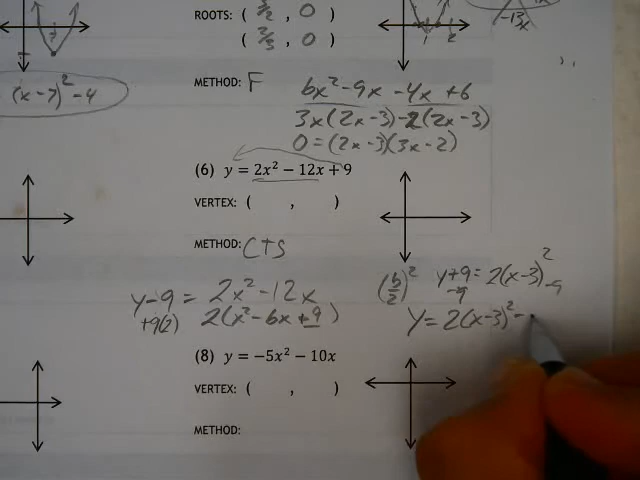 ROOTS: ( 3/2 , 0 )
( 2/3 , 0 )
-13x
1 2
(x-7)² -4
METHOD: F
6x² -9x -4x +6
3x(2x-3)-2(2x-3)
0=(2x-3)(3x-2)
(6) y = 2x² − 12x + 9
VERTEX: ( , )
METHOD: CTS
y-9 = 2x² -12x
+9(2) 2(x² -6x +9)
(b/2)²
y+9 = 2(x-3)²
-9 -9
y= 2(x-3)² -
(8) y = −5x² − 10x
VERTEX: ( , )
METHOD: